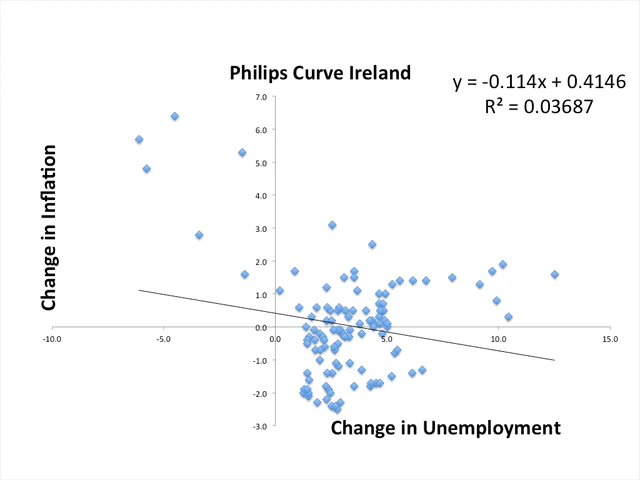 Philips Curve Ireland
y = -0.114x + 0.4146
R² = 0.03687
Change in Inflation
7.0
6.0
5.0
4.0
3.0
2.0
1.0
0.0
-1.0
-2.0
-3.0
-10.0 -5.0 0.0 5.0 10.0 15.0
Change in Unemployment